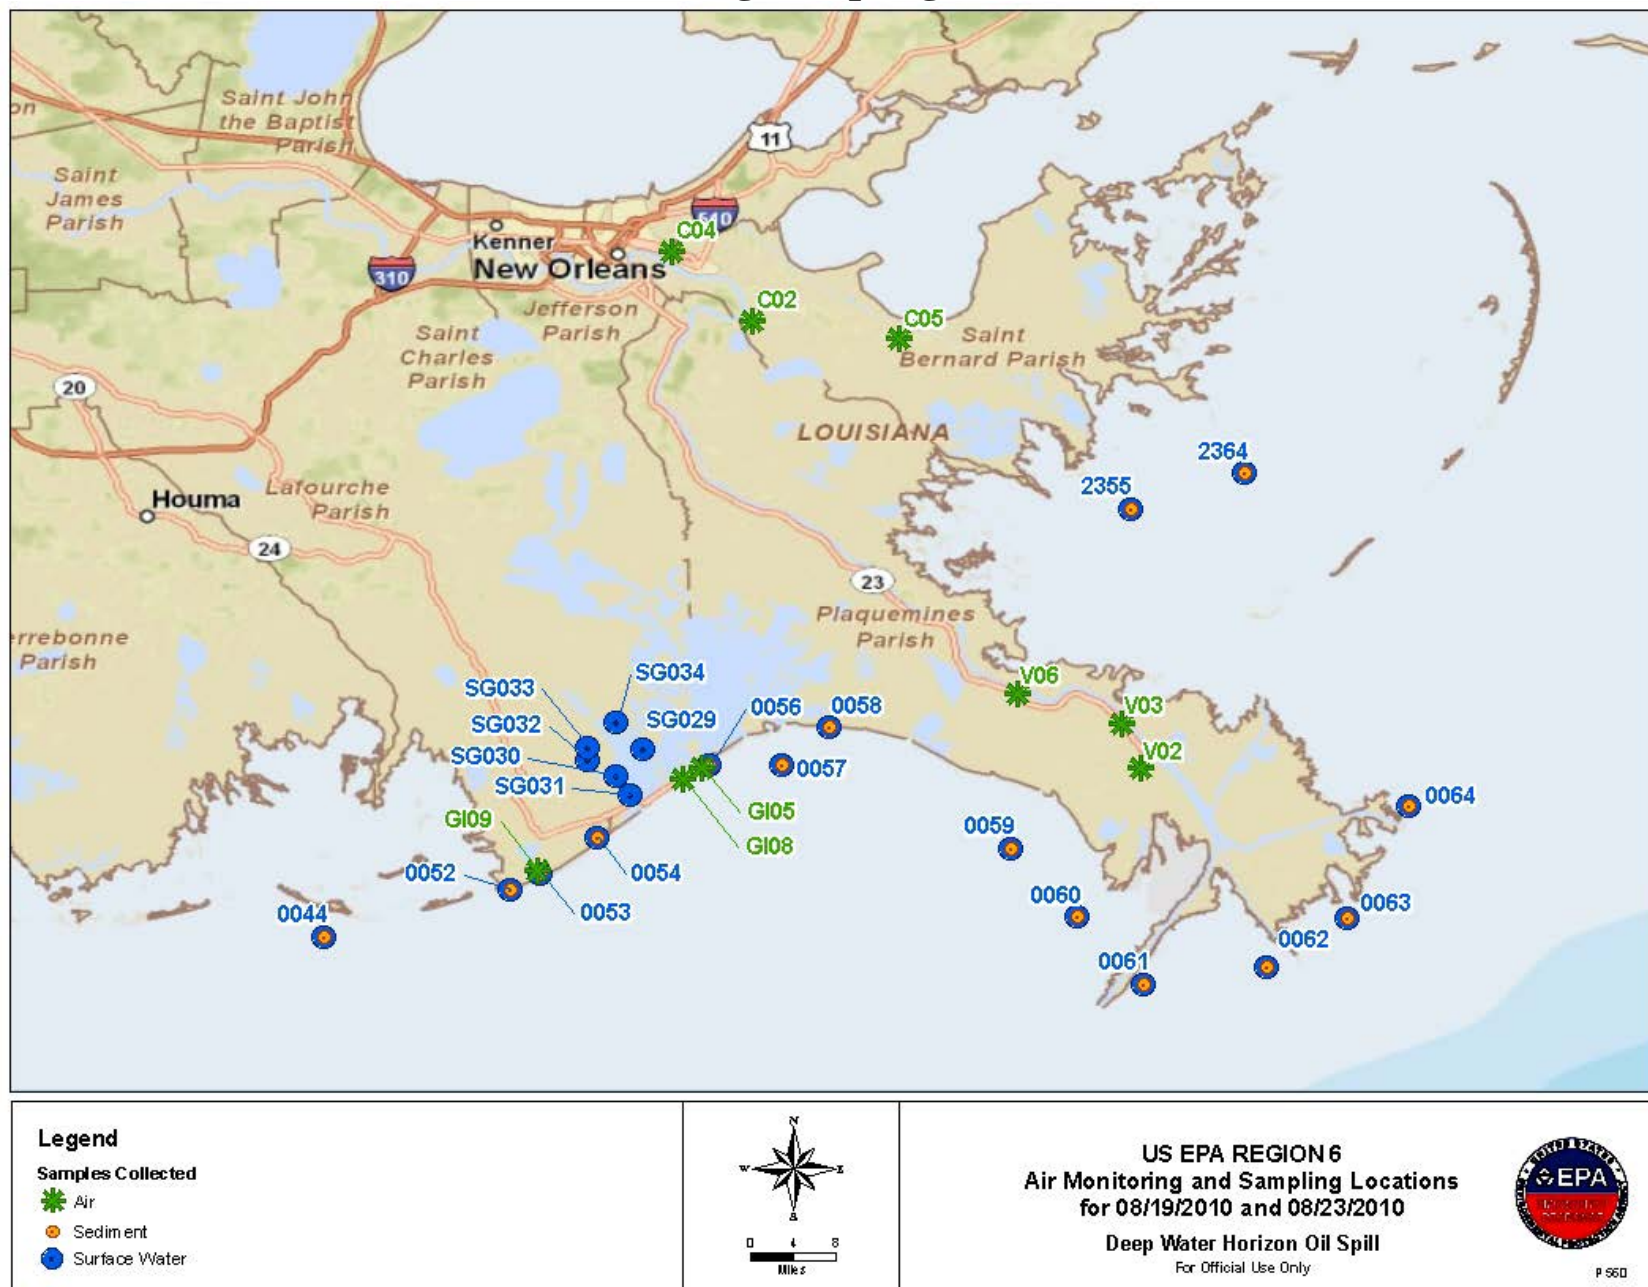 Saint John
the Baptist
Parish
11
Saint
James
Parish
C04
Kenner
New Orleans
310
C02
Jefferson
Parish
C05
Saint
Charles
Parish
Saint
Bernard Parish
20
LOUISIANA
2364
2355
Houma
Lafourche
Parish
24
23
Plaquemines
Parish
errebonne
Parish
SG034
V06
SG033
0056
0058
SG029
V03
SG032
SG030
V02
0057
SG031
0064
GI05
GI09
0059
GI08
0052
0054
0060
0063
0044
0053
0062
0061
Legend
Samples Collected
Air
Sediment
Surface Water
N
W
E
0 4 8
Miles
US EPA REGION 6
Air Monitoring and Sampling Locations
for 08/19/2010 and 08/23/2010
Deep Water Horizon Oil Spill
For Official Use Only
EPA